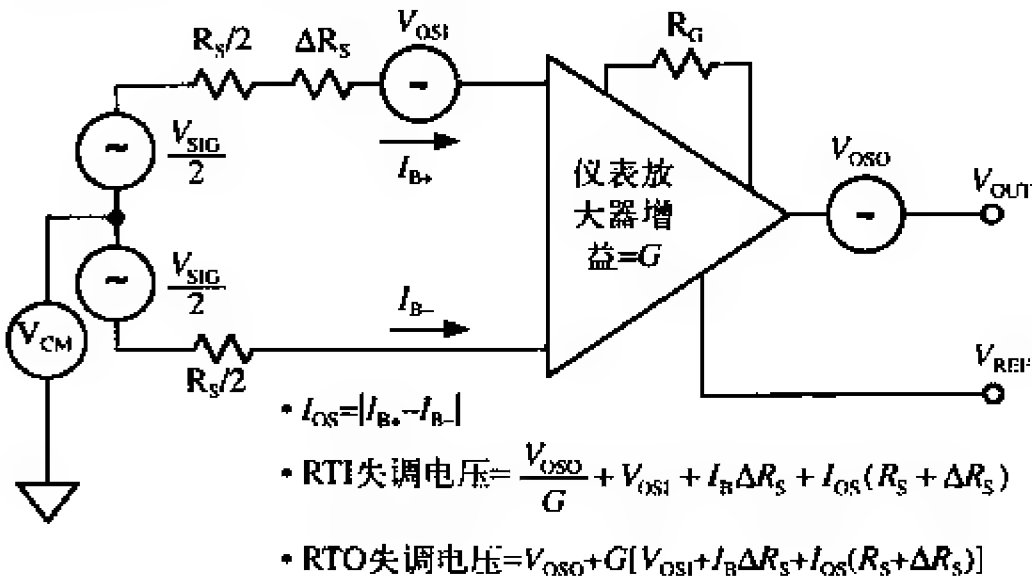 R_S/2
ΔR_S
V_OSI
R_G
V_SIG/2
I_B+
仪表放
大器增
益=G
V_OSO
V_OUT
V_SIG/2
V_CM
I_B−
R_S/2
V_REF
• I_OS=|I_B+−I_B−|
• RTI失调电压=V_OSO/G+V_OSI+I_BΔR_S+I_OS(R_S+ΔR_S)
• RTO失调电压=V_OSO+G[V_OSI+I_BΔR_S+I_OS(R_S+ΔR_S)]